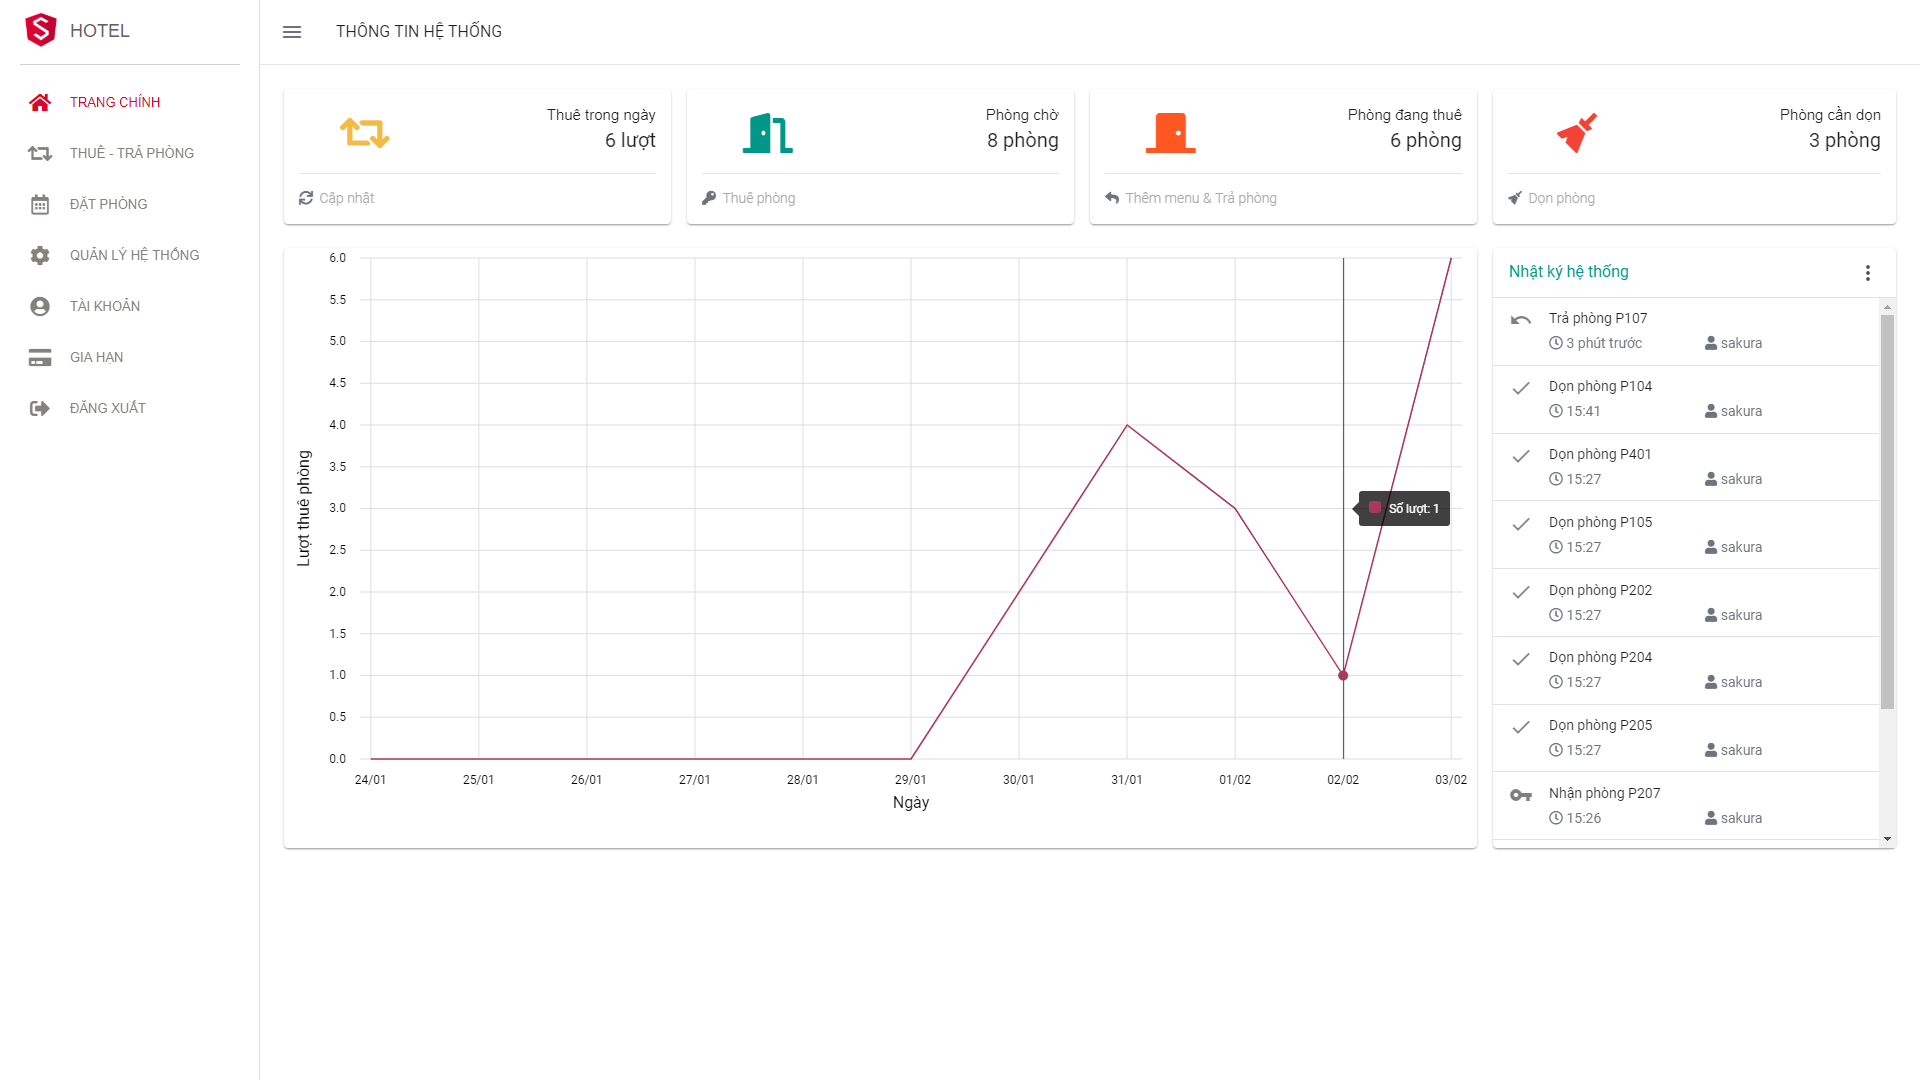 HOTEL
THÔNG TIN HỆ THỐNG
TRANG CHÍNH
THUÊ - TRẢ PHÒNG
ĐẶT PHÒNG
QUẢN LÝ HỆ THỐNG
TÀI KHOẢN
GIA HẠN
ĐĂNG XUẤT
Thuê trong ngày
6 lượt
Cập nhật
Phòng chờ
8 phòng
Thuê phòng
Phòng đang thuê
6 phòng
Thêm menu & Trả phòng
Phòng cần dọn
3 phòng
Dọn phòng
Lượt thuê phòng
6.0
5.5
5.0
4.5
4.0
3.5
3.0
2.5
2.0
1.5
1.0
0.5
0.0
Số lượt: 1
24/01 25/01 26/01 27/01 28/01 29/01 30/01 31/01 01/02 02/02 03/02
Ngày
Nhật ký hệ thống
Trả phòng P107
3 phút trước sakura
Dọn phòng P104
15:41 sakura
Dọn phòng P401
15:27 sakura
Dọn phòng P105
15:27 sakura
Dọn phòng P202
15:27 sakura
Dọn phòng P204
15:27 sakura
Dọn phòng P205
15:27 sakura
Nhận phòng P207
15:26 sakura